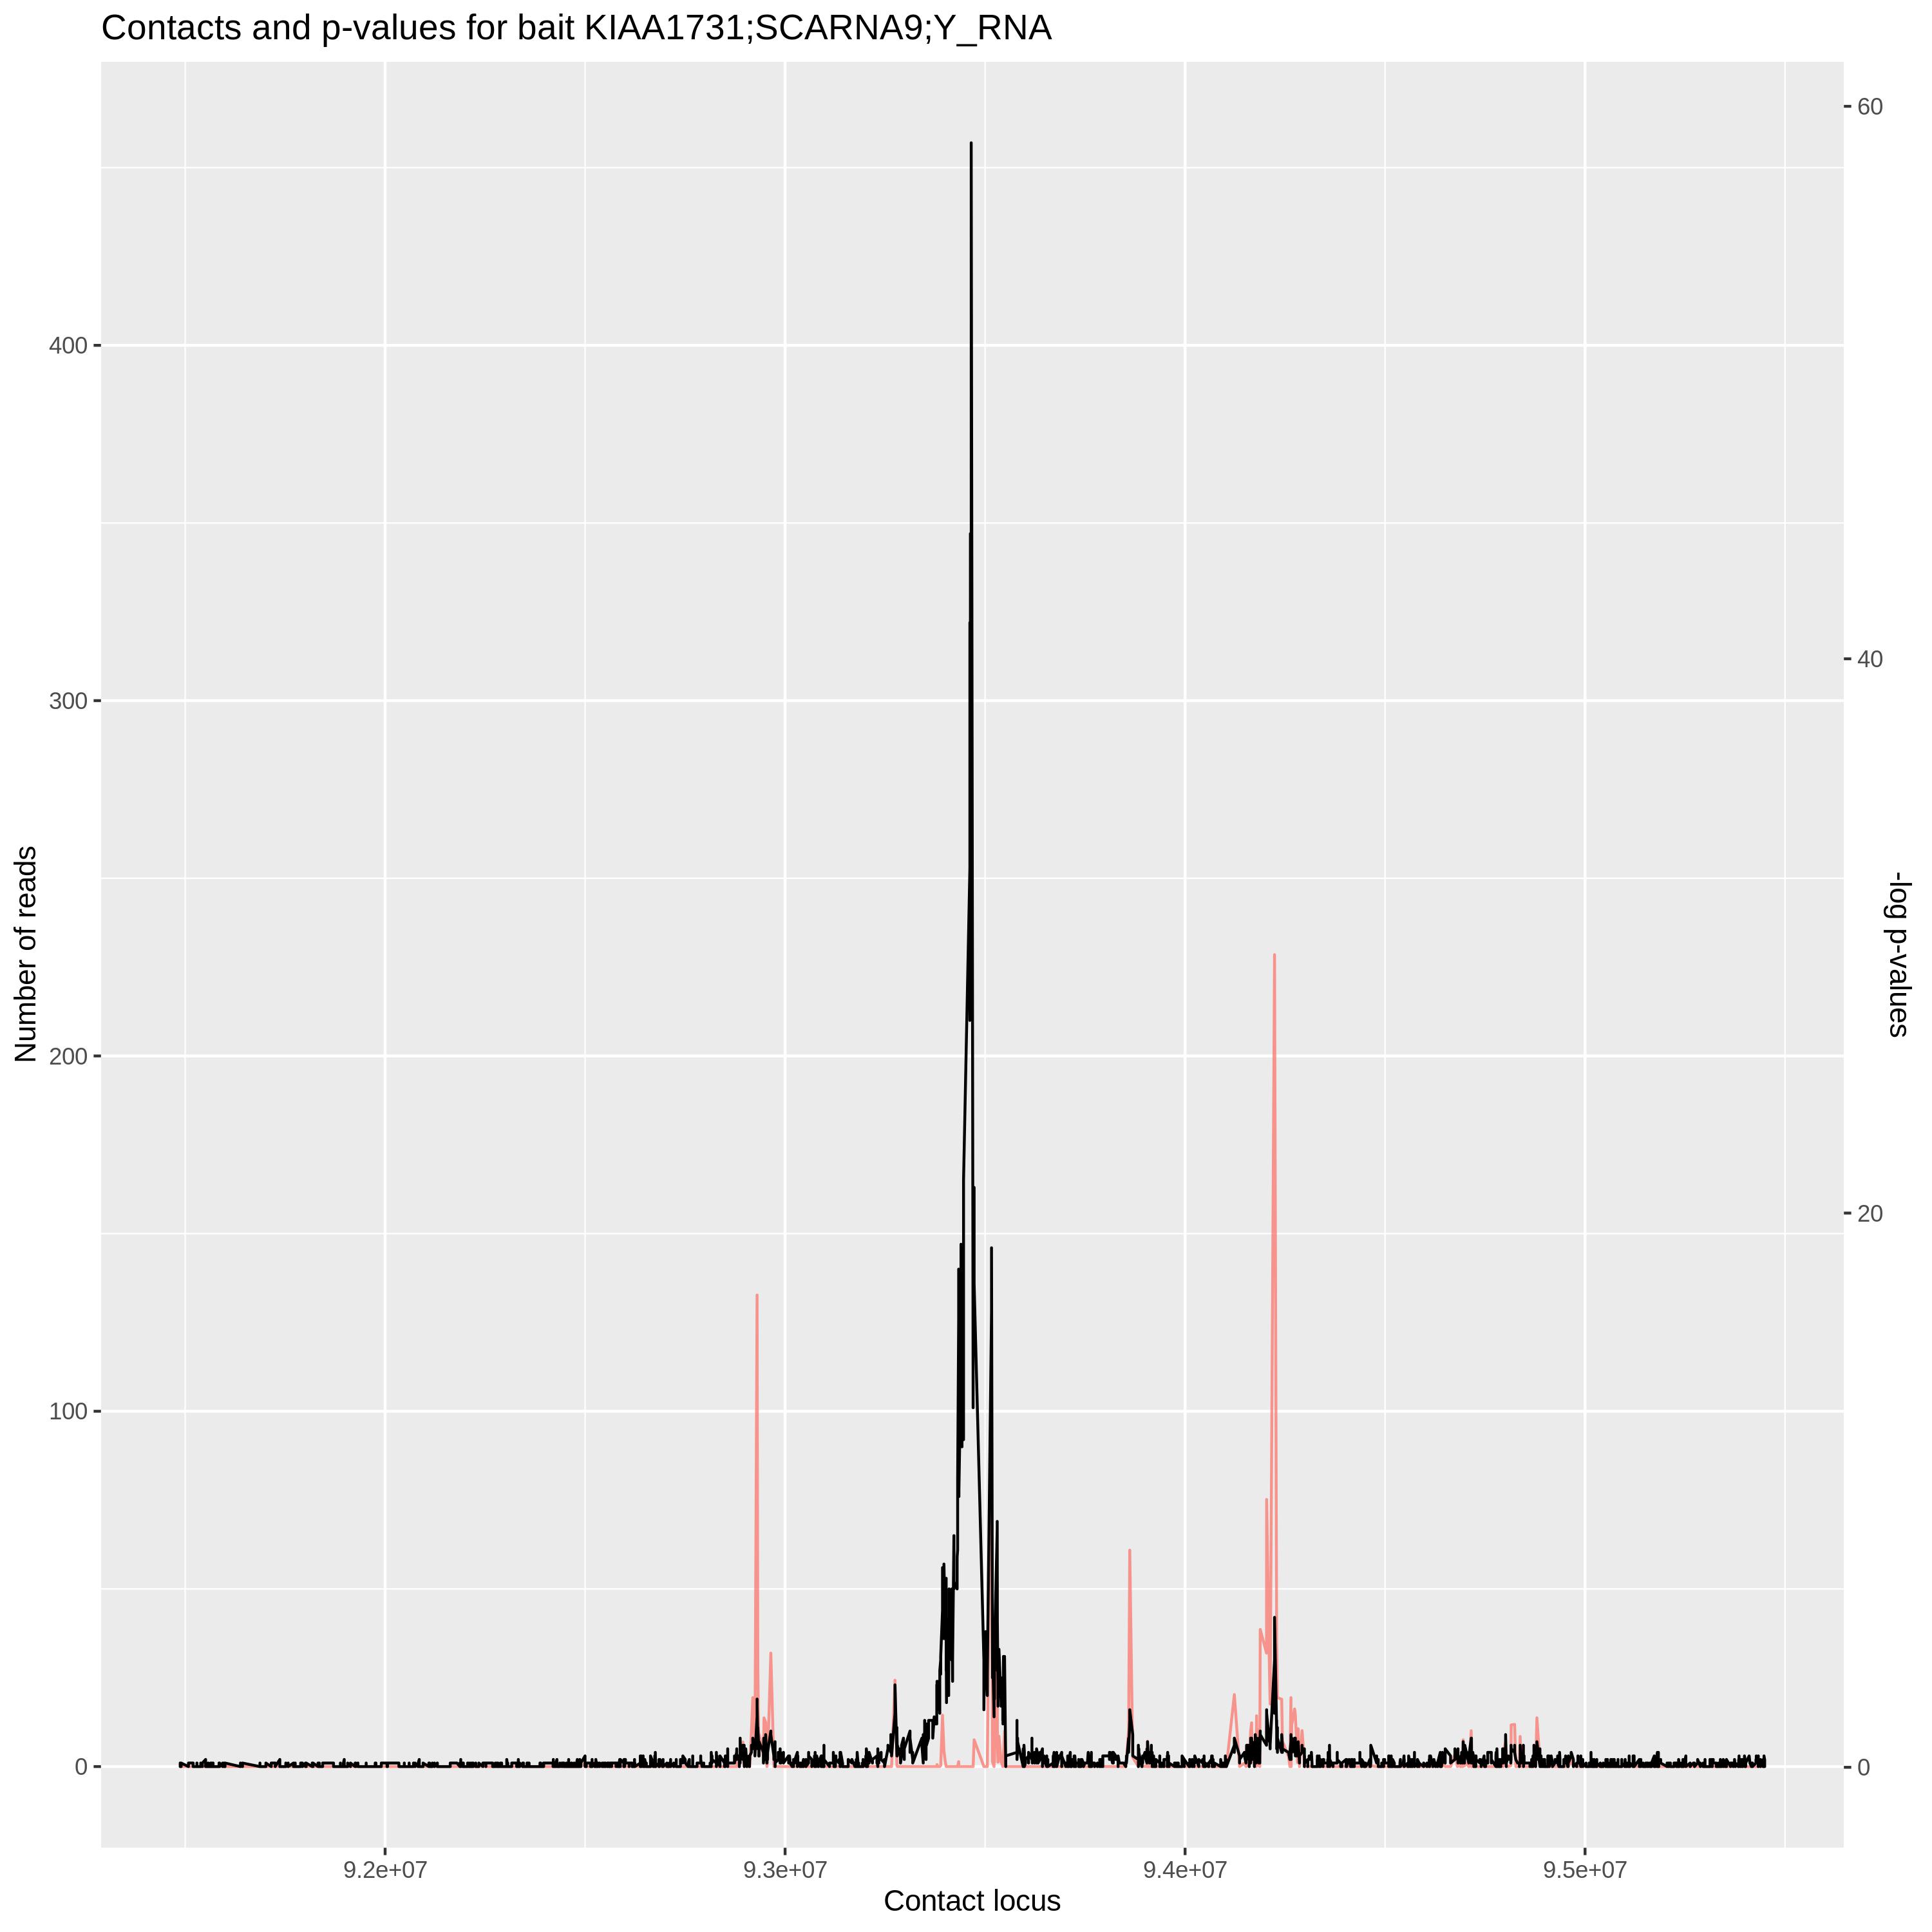 Contacts and p-values for bait KIAA1731;SCARNA9;Y_RNA
Number of reads
400
300
200
100
0
60
40
20
0
-log p-values
9.2e+07 9.3e+07 9.4e+07 9.5e+07
Contact locus